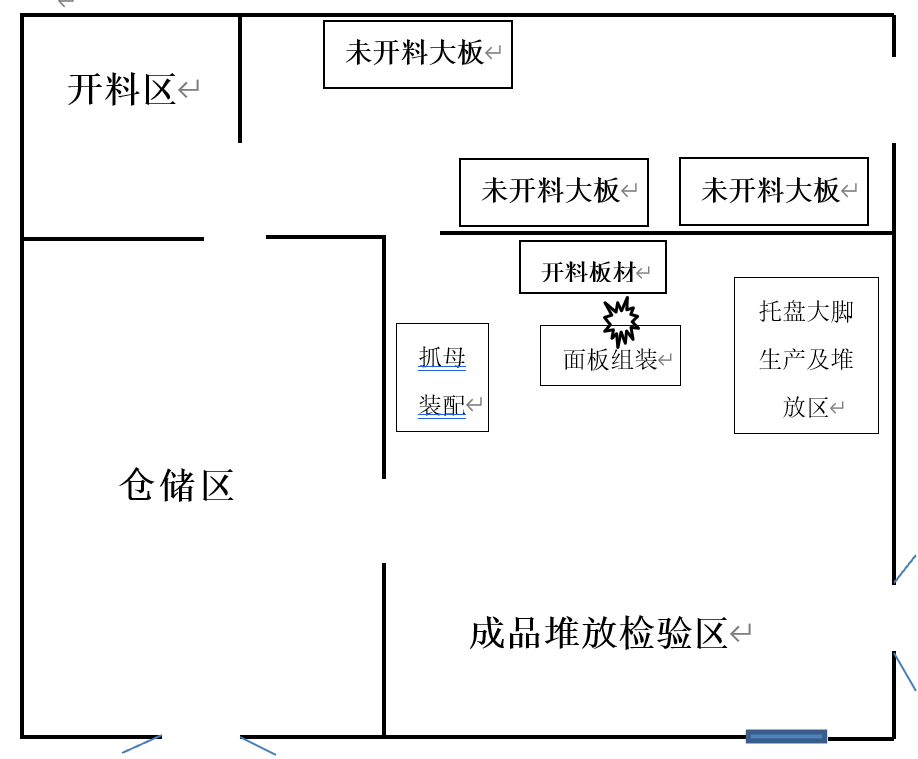 未开料大板
开料区
未开料大板
未开料大板
开料板材
托盘大脚
生产及堆
放区
抓母
装配
面板组装
仓储区
成品堆放检验区